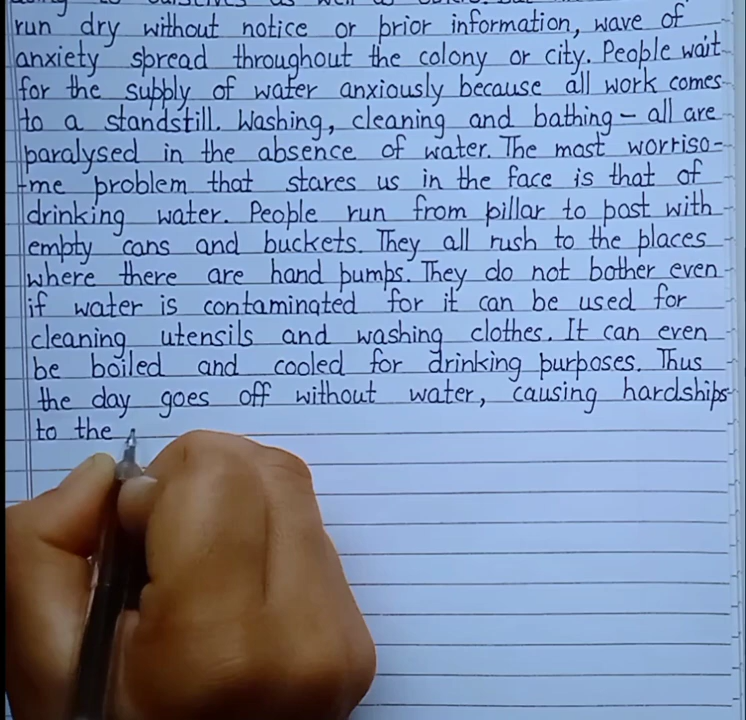 run dry without notice or prior information, wave of
anxiety spread throughout the colony or city. People wait
for the supply of water anxiously because all work comes
to a standstill. Washing, cleaning and bathing – all are
paralysed in the absence of water. The most worriso-
-me problem that stares us in the face is that of
drinking water. People run from pillar to post with
empty cans and buckets. They all rush to the places
where there are hand pumps. They do not bother even
if water is contaminated for it can be used for
cleaning utensils and washing clothes. It can even
be boiled and cooled for drinking purposes. Thus
the day goes off without water, causing hardships
to the